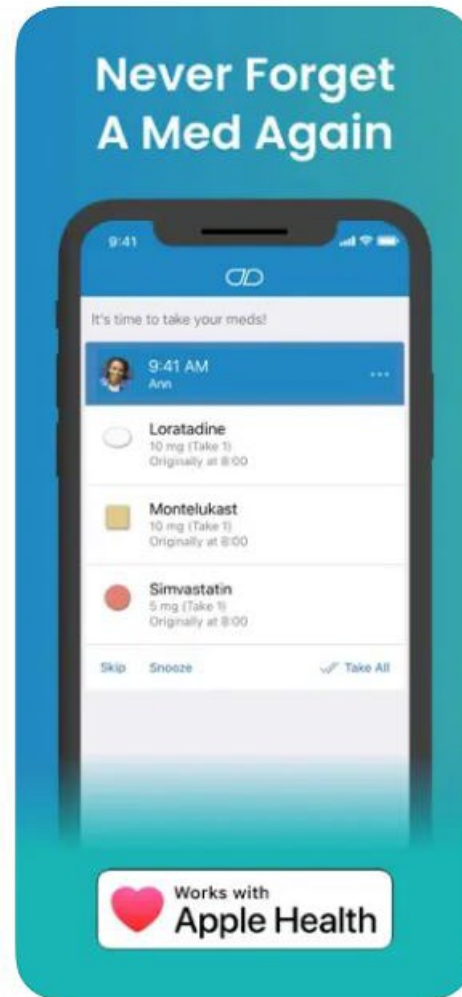 Never Forget
A Med Again
9:41
It's time to take your meds!
9:41 AM
Ann
Loratadine
10 mg (Take 1)
Originally at 8:00
Montelukast
10 mg (Take 1)
Originally at 8:00
Simvastatin
5 mg (Take 1)
Originally at 8:00
Skip Snooze Take All
Works with
Apple Health